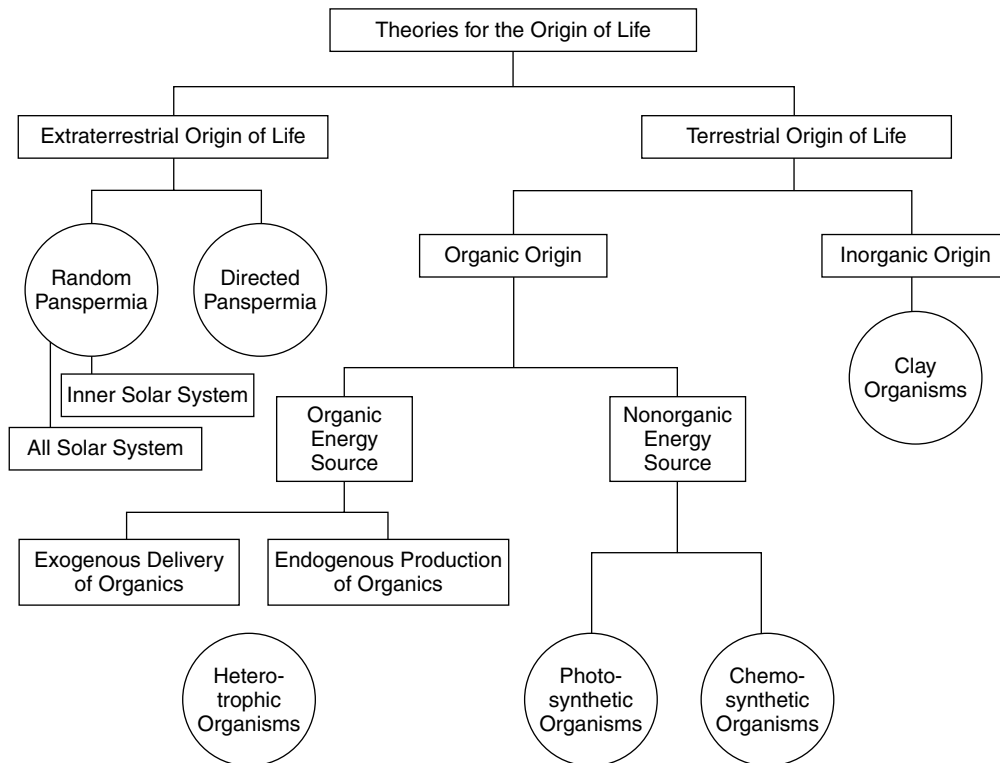 Theories for the Origin of Life
Extraterrestrial Origin of Life
Terrestrial Origin of Life
Random
Panspermia
Directed
Panspermia
Organic Origin
Inorganic Origin
Inner Solar System
All Solar System
Organic
Energy
Source
Nonorganic
Energy
Source
Clay
Organisms
Exogenous Delivery
of Organics
Endogenous Production
of Organics
Hetero-
trophic
Organisms
Photo-
synthetic
Organisms
Chemo-
synthetic
Organisms